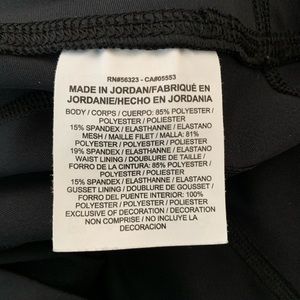 RN#56323 - CA#05553
MADE IN JORDAN/FABRIQUÉ EN
JORDANIE/HECHO EN JORDANIA
BODY / CORPS / CUERPO: 85% POLYESTER /
POLYESTER / POLIESTER
15% SPANDEX / ELASTHANNE / ELASTANO
MESH / MAILLE FILET / MALLA: 81%
POLYESTER / POLYESTER / POLIESTER
19% SPANDEX / ELASTHANNE / ELASTANO
WAIST LINING / DOUBLURE DE TAILLE /
FORRO DE LA CINTURA: 85% POLYESTER /
POLYESTER / POLIESTER
15% SPANDEX / ELASTHANNE / ELASTANO
GUSSET LINING / DOUBLURE DE GOUSSET /
FORRO DEL PUENTE INTERIOR: 100%
POLYESTER / POLYESTER / POLIESTER
EXCLUSIVE OF DECORATION / DECORATION
NON COMPRISE / NO INCLUYE LA
DECORACION